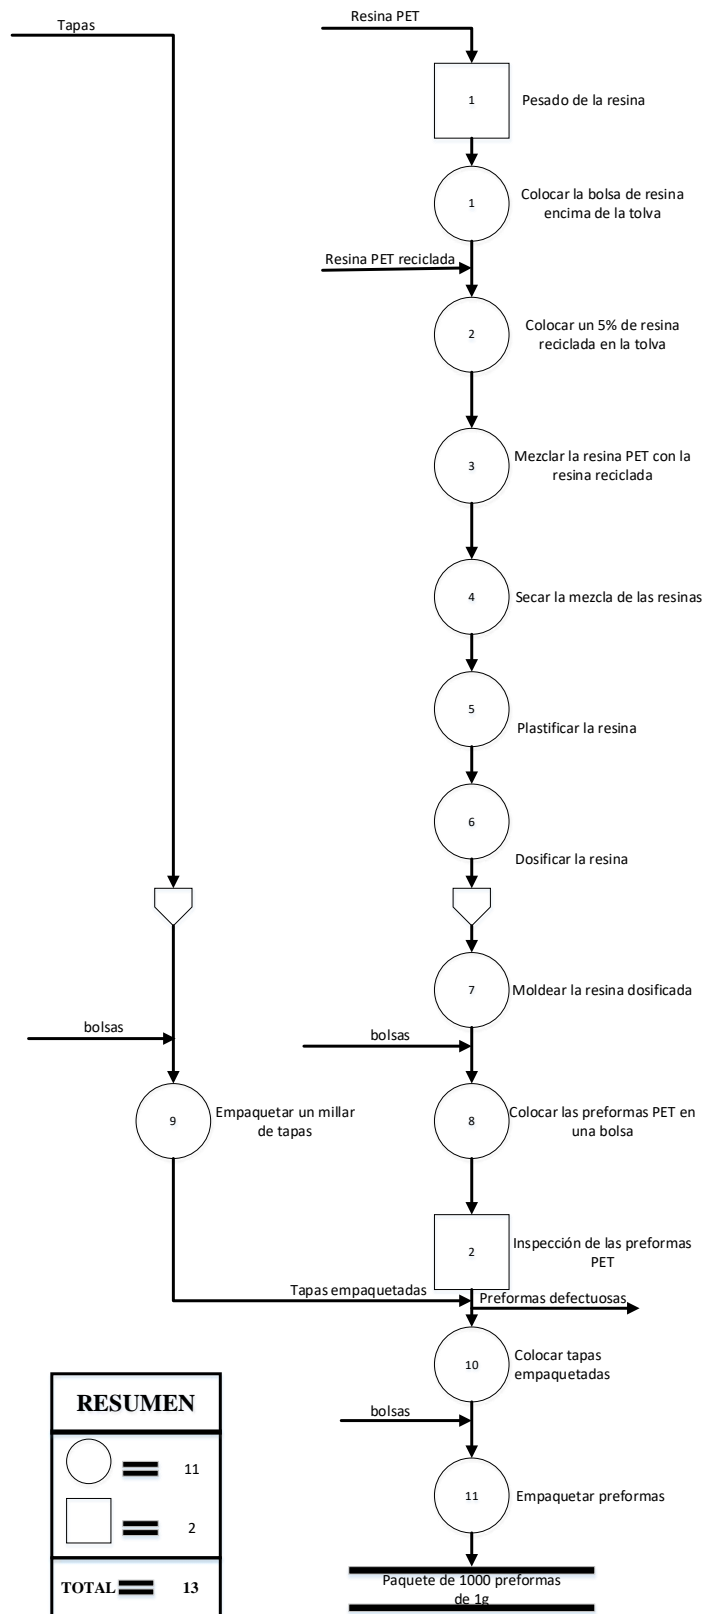 Tapas
Resina PET
1
Pesado de la resina
1
Colocar la bolsa de resina
encima de la tolva
Resina PET reciclada
2
Colocar un 5% de resina
reciclada en la tolva
3
Mezclar la resina PET con la
resina reciclada
4
Secar la mezcla de las resinas
5
Plastificar la resina
6
Dosificar la resina
7
Moldear la resina dosificada
bolsas
bolsas
9
Empaquetar un millar
de tapas
8
Colocar las preformas PET en
una bolsa
2
Inspección de las preformas
PET
Tapas empaquetadas
Preformas defectuosas
10
Colocar tapas
empaquetadas
bolsas
11
Empaquetar preformas
Paquete de 1000 preformas
de 1g
RESUMEN
11
2
TOTAL 13